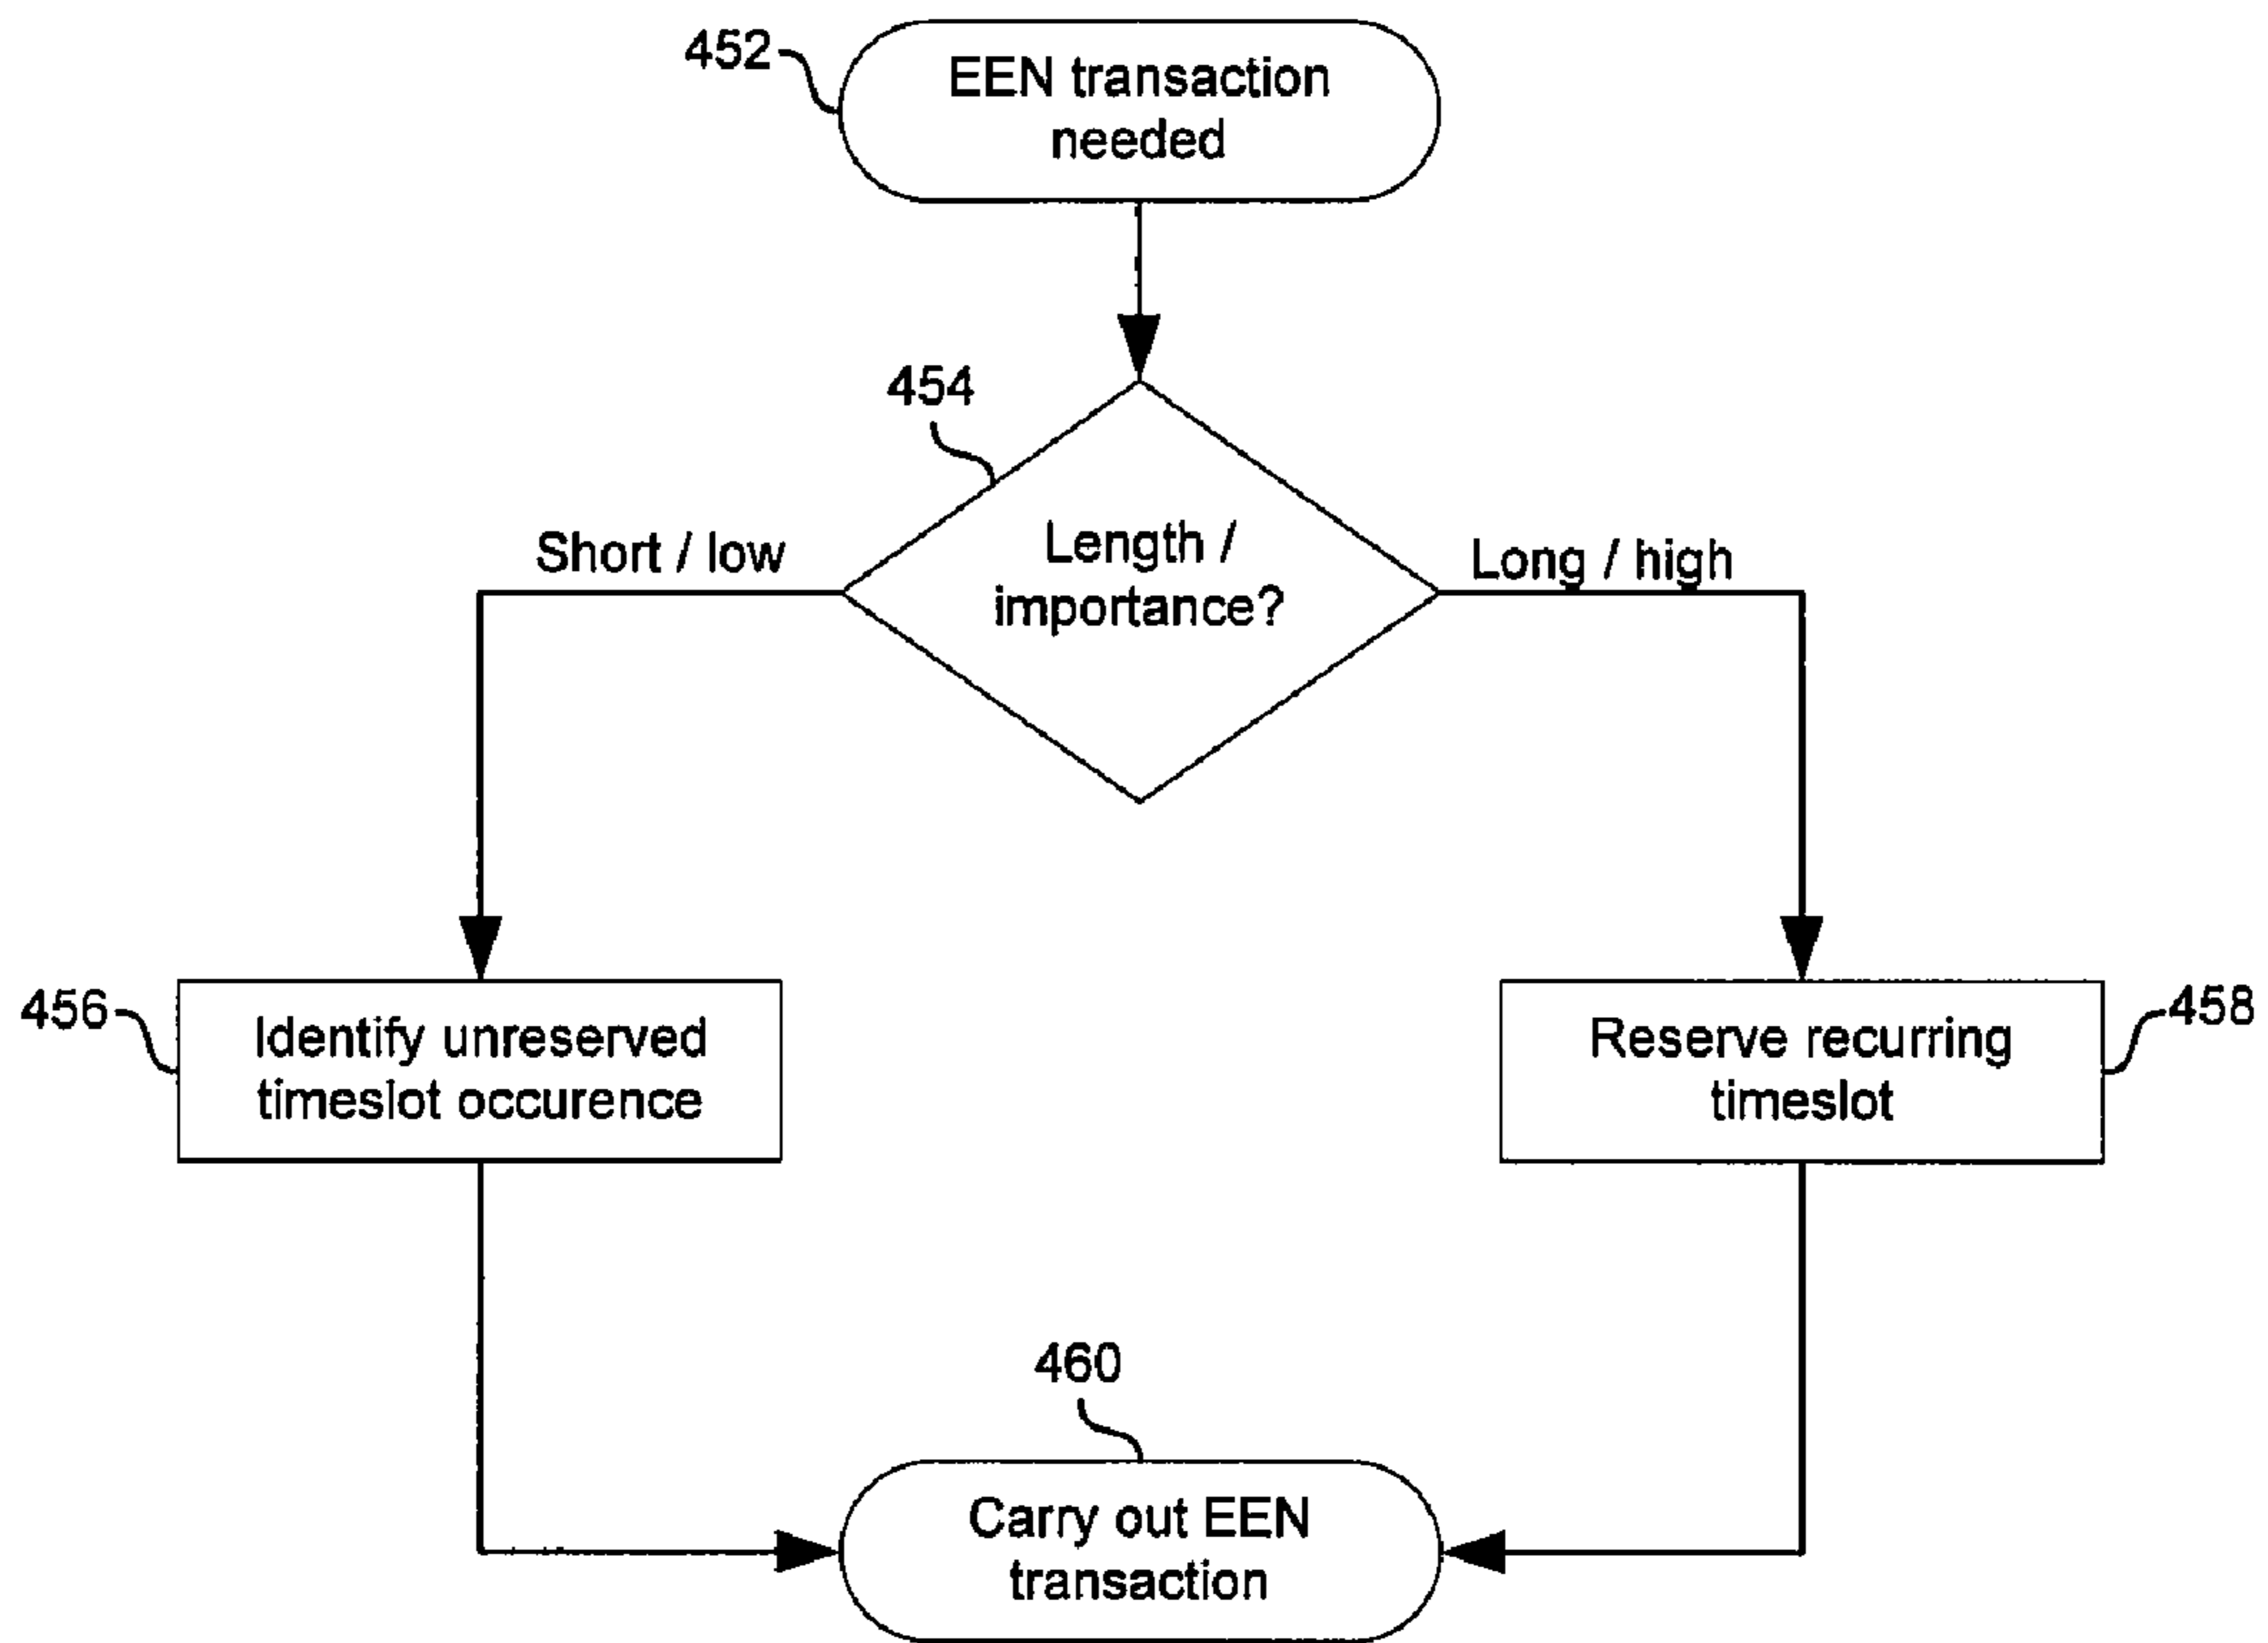 452
EEN transaction
needed
454
Length /
importance?
Short / low
Long / high
456
Identify unreserved
timeslot occurence
Reserve recurring
timeslot
458
460
Carry out EEN
transaction